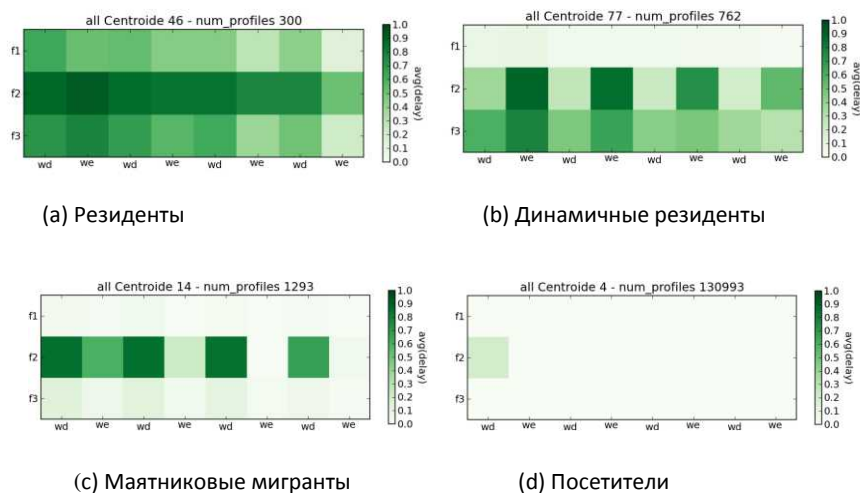 all Centroide 46 - num_profiles 300
f1
f2
f3
wd we wd we wd we wd we
1.0
0.9
0.8
0.7
0.6
0.5
0.4
0.3
0.2
0.1
0.0
avg(delay)
(a) Резиденты
all Centroide 77 - num_profiles 762
f1
f2
f3
wd we wd we wd we wd we
1.0
0.9
0.8
0.7
0.6
0.5
0.4
0.3
0.2
0.1
0.0
avg(delay)
(b) Динамичные резиденты
all Centroide 14 - num_profiles 1293
f1
f2
f3
wd we wd we wd we wd we
1.0
0.9
0.8
0.7
0.6
0.5
0.4
0.3
0.2
0.1
0.0
avg(delay)
(c) Маятниковые мигранты
all Centroide 4 - num_profiles 130993
f1
f2
f3
wd we wd we wd we wd we
1.0
0.9
0.8
0.7
0.6
0.5
0.4
0.3
0.2
0.1
0.0
avg(delay)
(d) Посетители